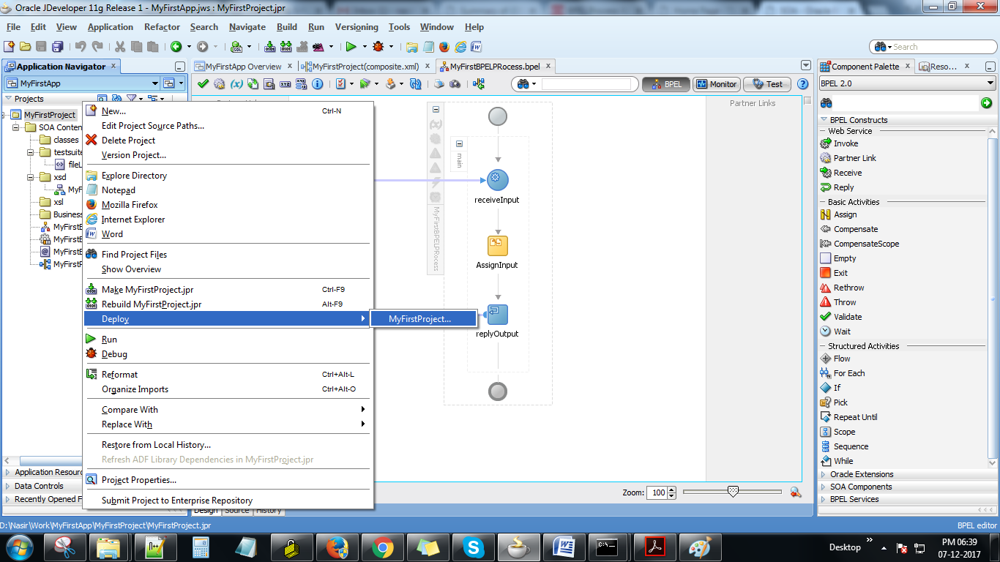 Oracle JDeveloper 11g Release 1 - MyFirstApp.jws : MyFirstProject.jpr
File Edit View Application Refactor Search Navigate Build Run Versioning Tools Window Help
Search
Application Navigator
MyFirstApp
Projects
MyFirstProject
SOA Conten
classes
testsuite
fileL
xsd
MyF
xsl
Business
MyFirstB
MyFirstB
MyFirstB
MyFirstP
Application Resourc
Data Controls
Recently Opened F
New... Ctrl-N
Edit Project Source Paths...
Delete Project
Version Project...
Explore Directory
Notepad
Mozilla Firefox
Internet Explorer
Word
Find Project Files
Show Overview
Make MyFirstProject.jpr Ctrl-F9
Rebuild MyFirstProject.jpr Alt-F9
Deploy
MyFirstProject...
Run
Debug
Reformat Ctrl+Alt-L
Organize Imports Ctrl+Alt-O
Compare With
Replace With
Restore from Local History...
Refresh ADF Library Dependencies in MyFirstProject.jpr
Project Properties...
Submit Project to Enterprise Repository
MyFirstApp Overview MyFirstProject(composite.xml) MyFirstBPELPRocess.bpel
BPEL Monitor Test
Partner Links
main
MyFirstBPELPRocess
receiveInput
AssignInput
replyOutput
Zoom: 100
Design Source History
Component Palette Reso...
BPEL 2.0
BPEL Constructs
Web Service
Invoke
Partner Link
Receive
Reply
Basic Activities
Assign
Compensate
CompensateScope
Empty
Exit
Rethrow
Throw
Validate
Wait
Structured Activities
Flow
For Each
If
Pick
Repeat Until
Scope
Sequence
While
Oracle Extensions
SOA Components
BPEL Services
D:\Nasir\Work\MyFirstApp\MyFirstProject\MyFirstProject.jpr
BPEL editor
Desktop
PM 06:39
07-12-2017